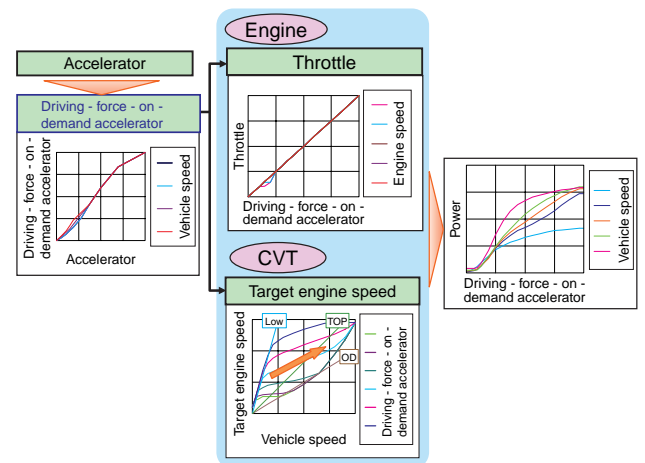 Engine
Accelerator
Throttle
Driving - force - on -
demand accelerator
Driving - force - on -
demand accelerator
Vehicle speed
Accelerator
Throttle
Engine speed
Driving - force - on -
demand accelerator
CVT
Target engine speed
Low
TOP
OD
Target engine speed
Driving - force - on -
demand accelerator
Vehicle speed
Power
Vehicle speed
Driving - force - on -
demand accelerator